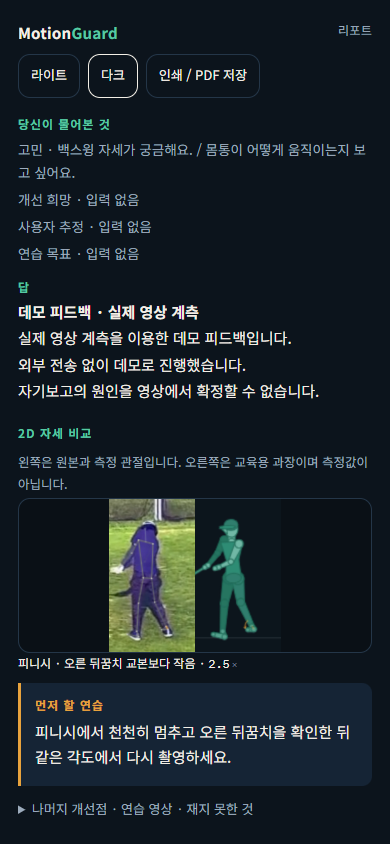 MotionGuard
리포트
라이트
다크
인쇄 / PDF 저장
당신이 물어본 것
고민 · 백스윙 자세가 궁금해요. / 몸통이 어떻게 움직이는지 보
고 싶어요.
개선 희망 · 입력 없음
사용자 추정 · 입력 없음
연습 목표 · 입력 없음
답
데모 피드백 · 실제 영상 계측
실제 영상 계측을 이용한 데모 피드백입니다.
외부 전송 없이 데모로 진행했습니다.
자기보고의 원인을 영상에서 확정할 수 없습니다.
2D 자세 비교
왼쪽은 원본과 측정 관절입니다. 오른쪽은 교육용 과장이며 측정값이
아닙니다.
피니시 · 오른 뒤꿈치 교본보다 작음 · 2.5×
먼저 할 연습
피니시에서 천천히 멈추고 오른 뒤꿈치을 확인한 뒤
같은 각도에서 다시 촬영하세요.
▶ 나머지 개선점 · 연습 영상 · 재지 못한 것